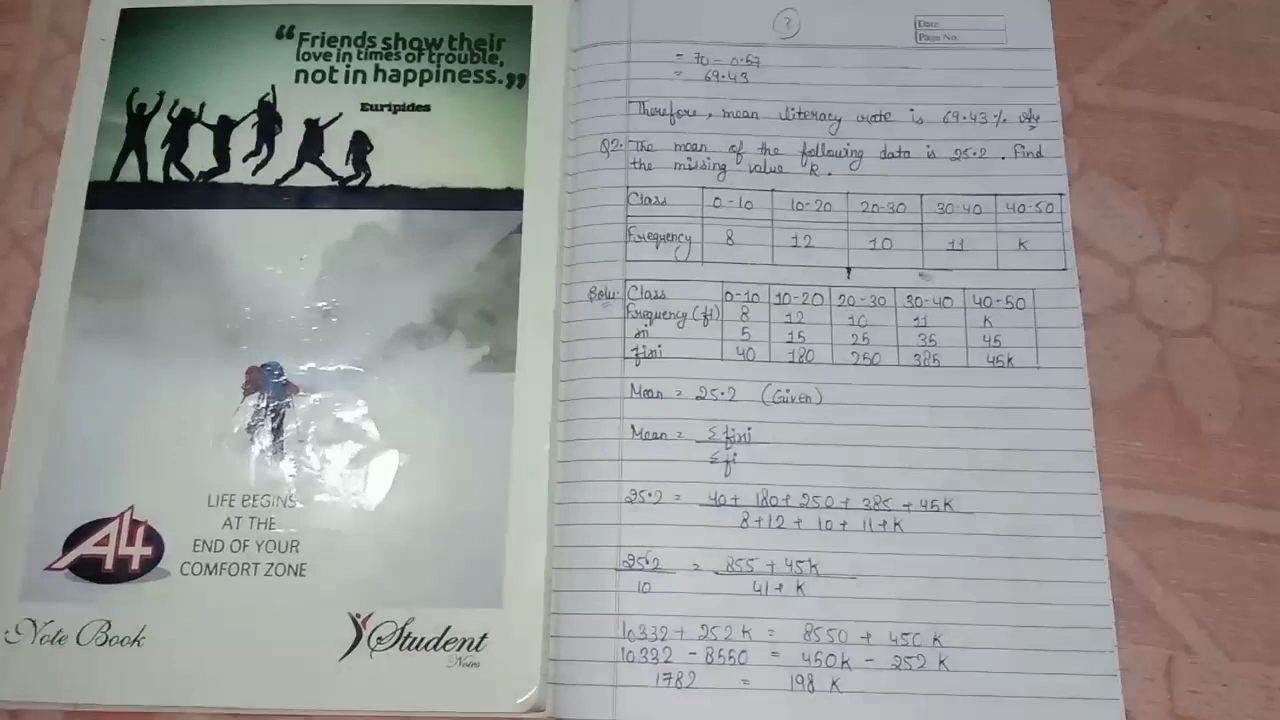 “Friends show their
love in times of trouble,
not in happiness.„
Euripides
LIFE BEGINS
AT THE
END OF YOUR
COMFORT ZONE
A4
Note Book
Student
Notes
3
Date
Page No.
= 70 - 0.57
= 69.43
Therefore, mean literacy rate is 69.43% Ay
Q2. The mean of the following data is 25.2. Find
the missing value K.
Class 0-10 10-20 20-30 30-40 40-50
Frequency 8 12 10 11 K
Solu. Class 0-10 10-20 20-30 30-40 40-50
Frequency (fi) 8 12 10 11 K
xi 5 15 25 35 45
fixi 40 180 250 385 45K
Mean = 25.2 (Given)
Mean = Σfixi
Σfi
25.2 = 40 + 180 + 250 + 385 + 45K
8+12 + 10 + 11 + K
252 = 855 + 45K
10 41 + K
10332 + 252K = 8550 + 450K
10332 - 8550 = 450K - 252K
1782 = 198 K